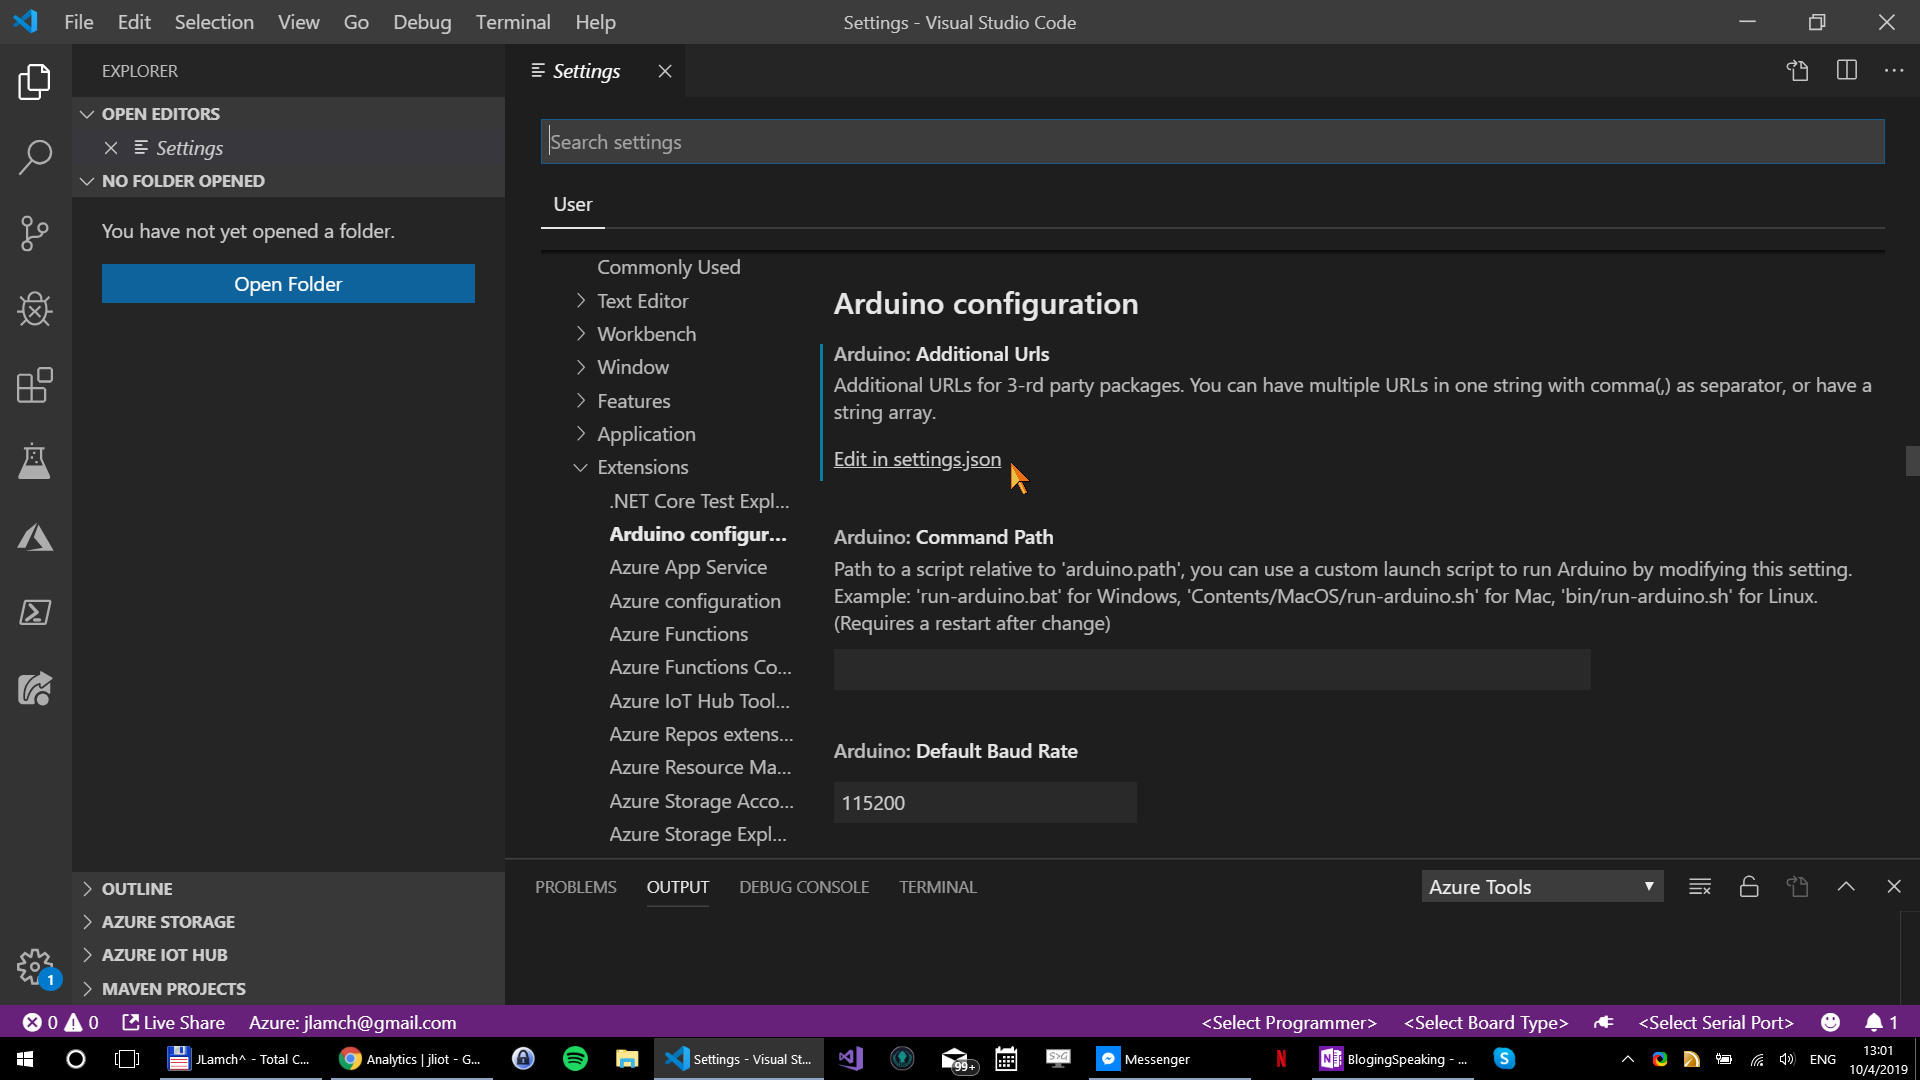 File Edit Selection View Go Debug Terminal Help
Settings - Visual Studio Code
EXPLORER
OPEN EDITORS
Settings
NO FOLDER OPENED
You have not yet opened a folder.
Open Folder
OUTLINE
AZURE STORAGE
AZURE IOT HUB
MAVEN PROJECTS
1
Settings
Search settings
User
Commonly Used
Text Editor
Workbench
Window
Features
Application
Extensions
.NET Core Test Expl...
Arduino configur...
Azure App Service
Azure configuration
Azure Functions
Azure Functions Co...
Azure IoT Hub Tool...
Azure Repos extens...
Azure Resource Ma...
Azure Storage Acco...
Azure Storage Expl...
Arduino configuration
Arduino: Additional Urls
Additional URLs for 3-rd party packages. You can have multiple URLs in one string with comma(,) as separator, or have a
string array.
Edit in settings.json
Arduino: Command Path
Path to a script relative to 'arduino.path', you can use a custom launch script to run Arduino by modifying this setting.
Example: 'run-arduino.bat' for Windows, 'Contents/MacOS/run-arduino.sh' for Mac, 'bin/run-arduino.sh' for Linux.
(Requires a restart after change)
Arduino: Default Baud Rate
115200
PROBLEMS OUTPUT DEBUG CONSOLE TERMINAL
Azure Tools
0 0 Live Share Azure: jlamch@gmail.com
<Select Programmer> <Select Board Type> <Select Serial Port> 1
JLamch^ - Total C...
Analytics | jliot - G...
Settings - Visual St...
99+
Messenger
N
BlogingSpeaking - ...
ENG
13:01
10/4/2019